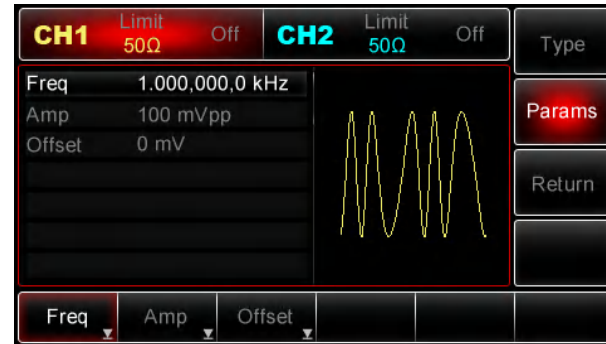 CH1 Limit 50Ω Off CH2 Limit 50Ω Off
Type
Freq 1.000,000,0 kHz
Amp 100 mVpp
Params
Offset 0 mV
Return
Freq Amp Offset